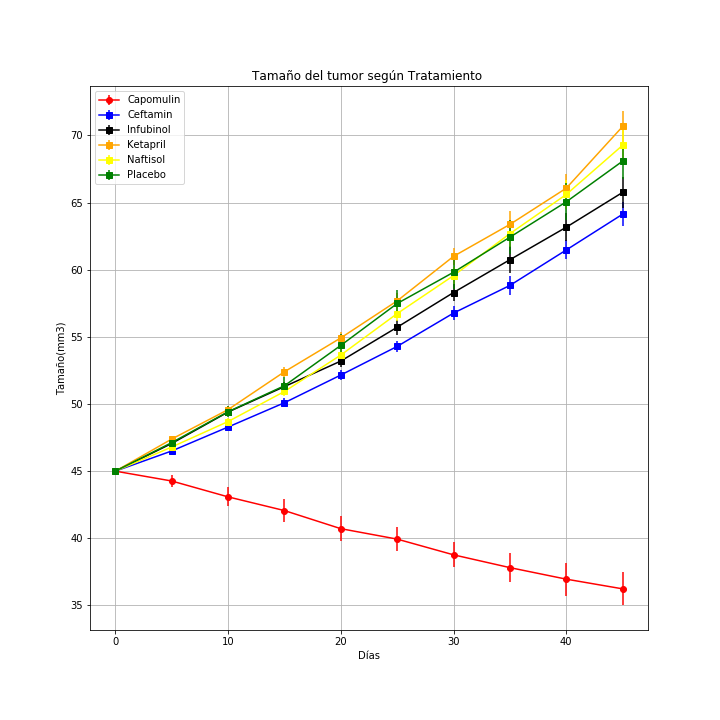 Tamaño del tumor según Tratamiento
Capomulin
Ceftamin
Infubinol
Ketapril
Naftisol
Placebo
Tamaño(mm3)
70
65
60
55
50
45
40
35
0 10 20 30 40
Días